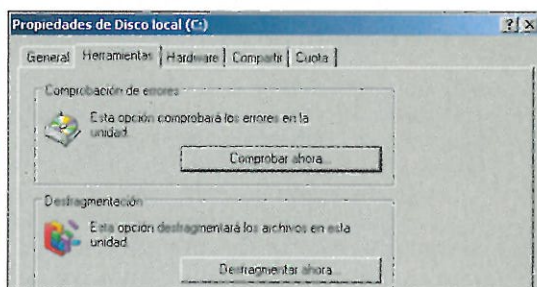 Propiedades de Disco local (C:)
General Herramientas Hardware Compartir Cuota
Comprobación de errores
Esta opción comprobará los errores en la
unidad.
Comprobar ahora...
Desfragmentación
Esta opción desfragmentará los archivos en esta
unidad.
Desfragmentar ahora...